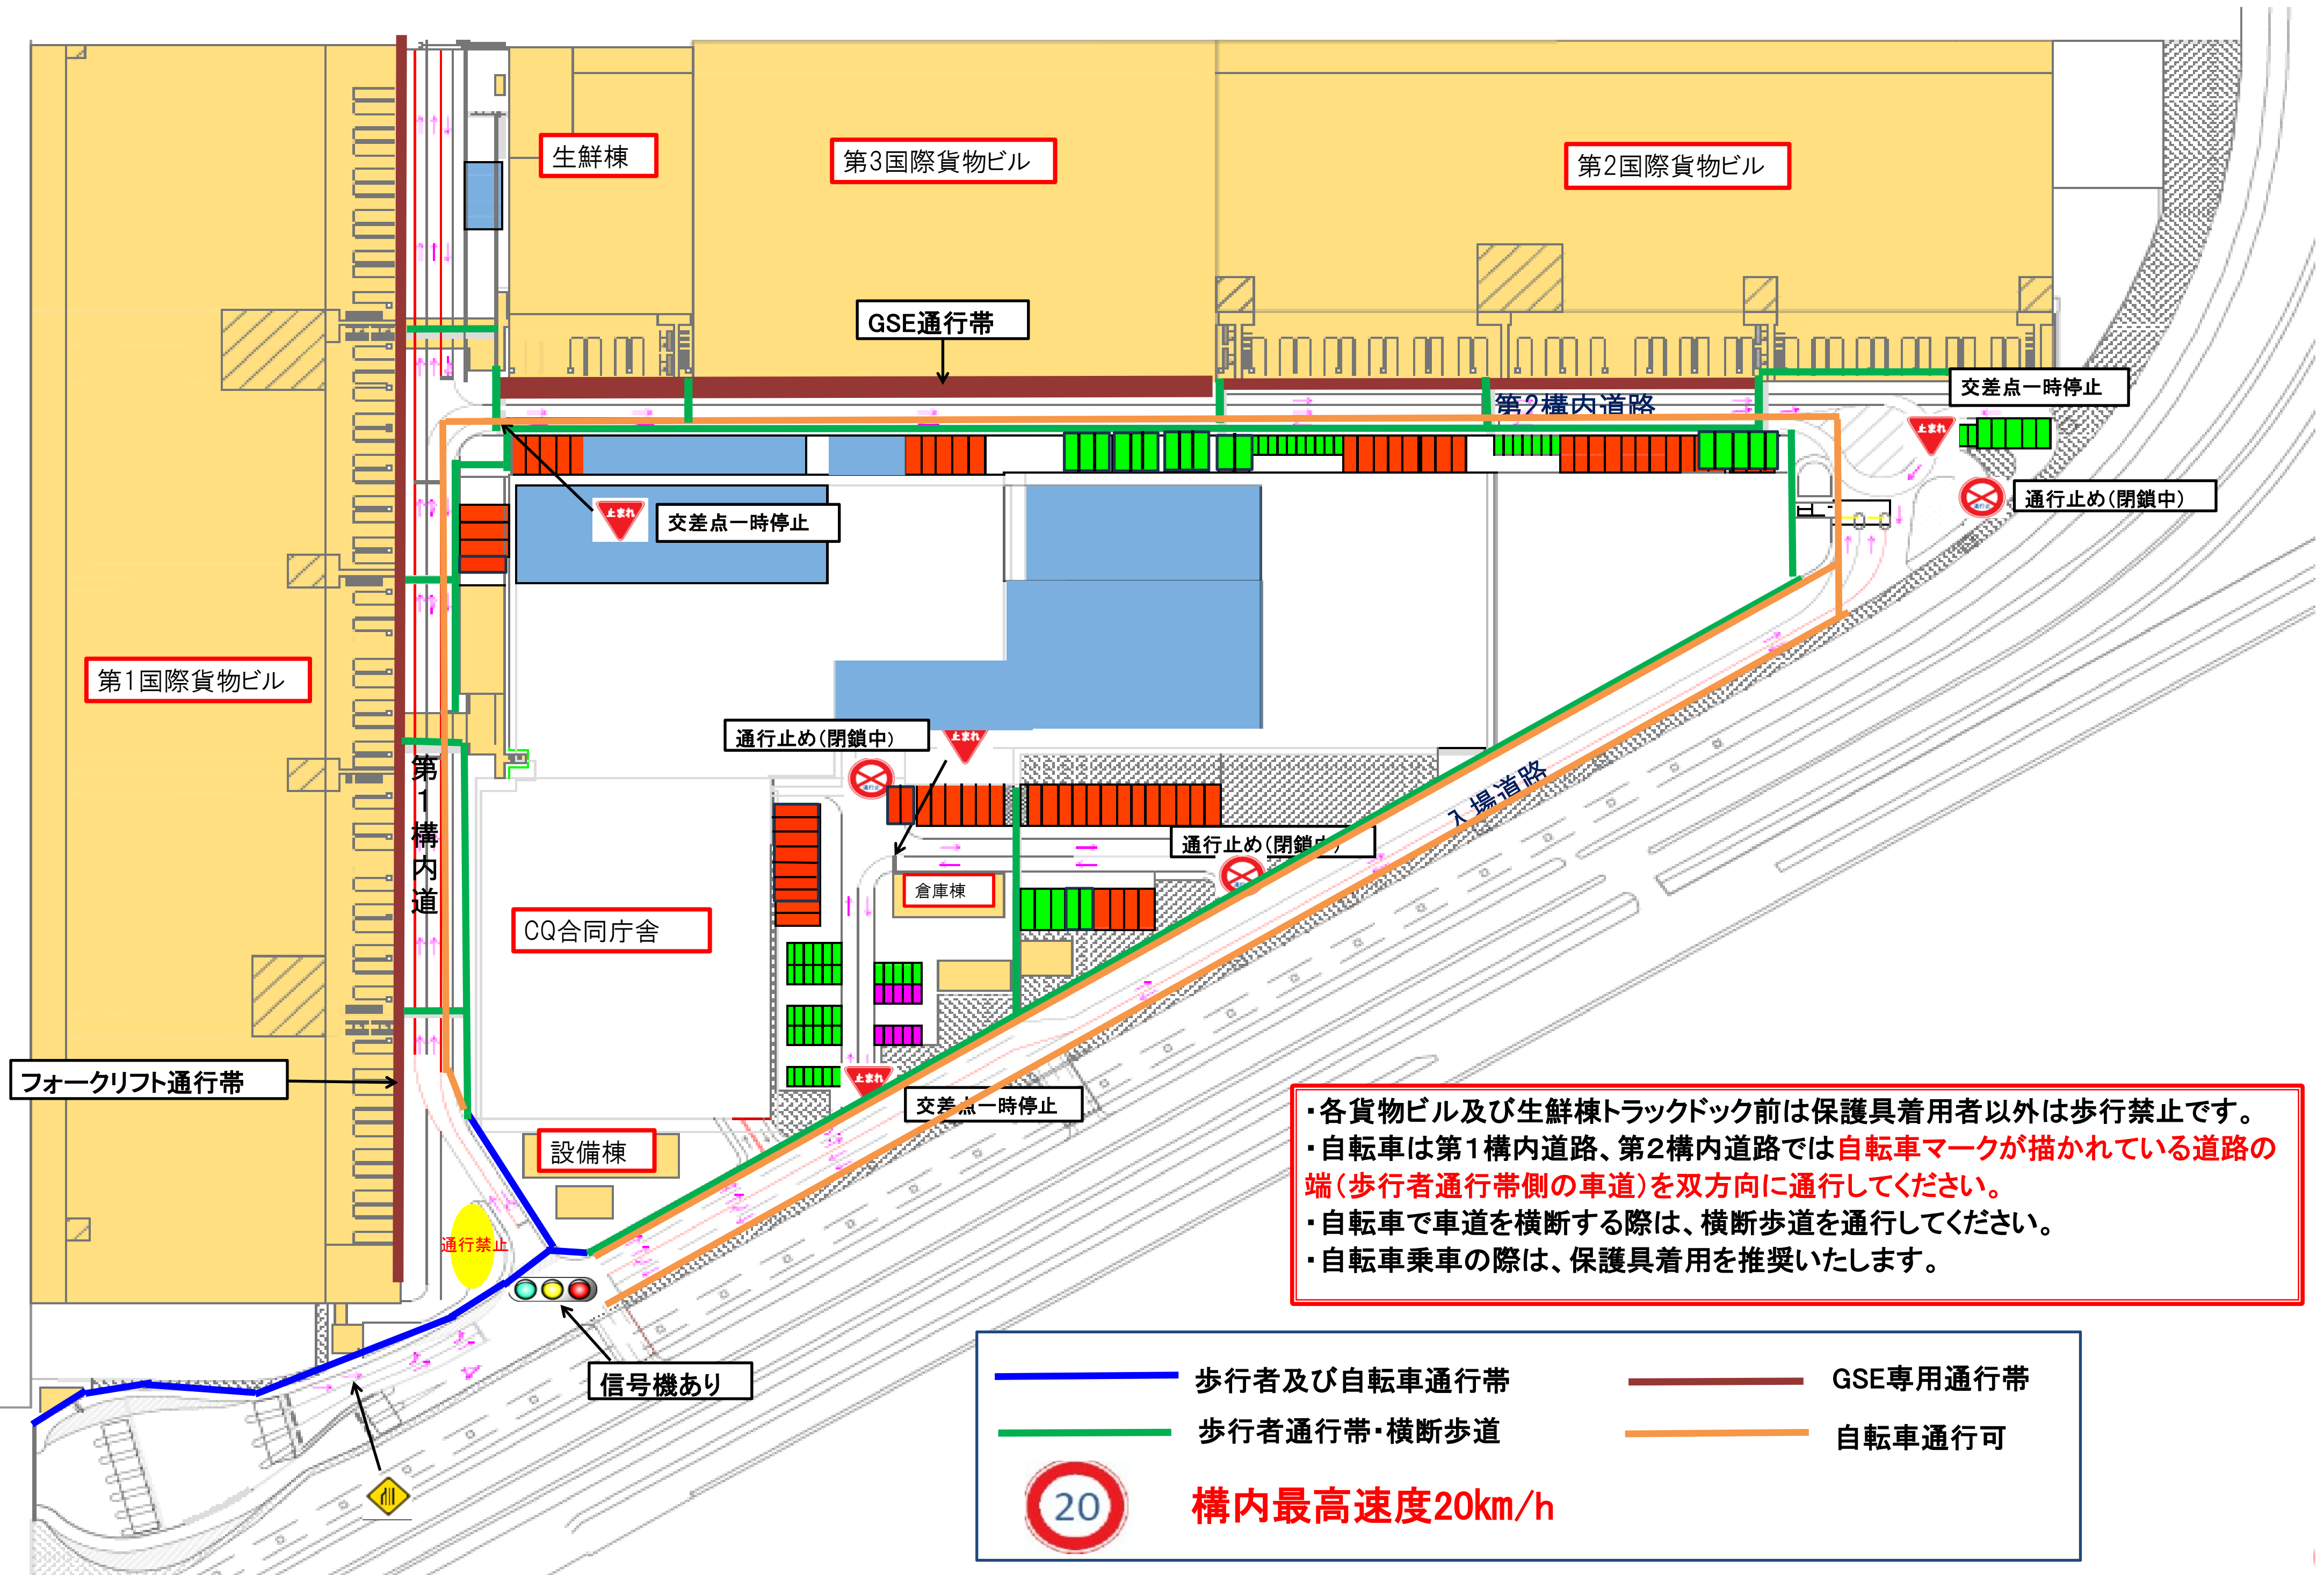 生鮮棟
第3国際貨物ビル
第2国際貨物ビル
GSE通行帯
交差点一時停止
第2構内道路
止まれ
通行止め(閉鎖中)
止まれ
交差点一時停止
第1国際貨物ビル
通行止め(閉鎖中)
止まれ
第1構内道
入場道路
通行止め(閉鎖中)
倉庫棟
CQ合同庁舎
フォークリフト通行帯
止まれ
交差点一時停止
設備棟
通行禁止
信号機あり
・各貨物ビル及び生鮮棟トラックドック前は保護具着用者以外は歩行禁止です。
・自転車は第1構内道路、第2構内道路では自転車マークが描かれている道路の
端(歩行者通行帯側の車道)を双方向に通行してください。
・自転車で車道を横断する際は、横断歩道を通行してください。
・自転車乗車の際は、保護具着用を推奨いたします。
歩行者及び自転車通行帯
GSE専用通行帯
歩行者通行帯・横断歩道
自転車通行可
20
構内最高速度20km/h